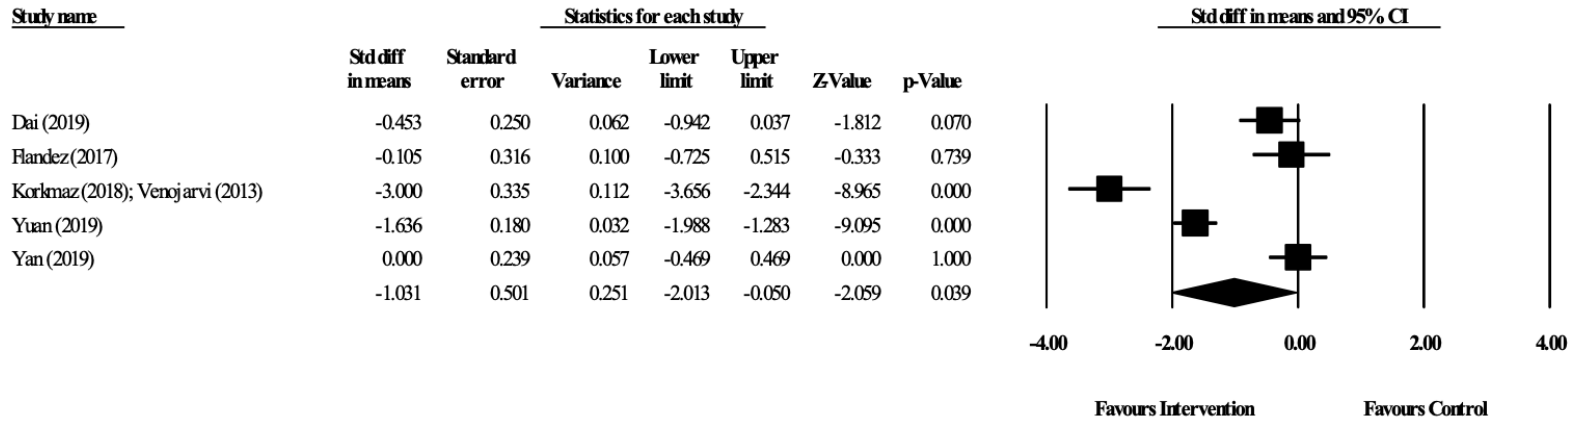 Study name Statistics for each study Std diff in means and 95% CI
Std diff Standard Lower Upper
in means error Variance limit limit Z-Value p-Value
Dai (2019) -0.453 0.250 0.062 -0.942 0.037 -1.812 0.070
Flandez (2017) -0.105 0.316 0.100 -0.725 0.515 -0.333 0.739
Korkmaz (2018); Venojarvi (2013) -3.000 0.335 0.112 -3.656 -2.344 -8.965 0.000
Yuan (2019) -1.636 0.180 0.032 -1.988 -1.283 -9.095 0.000
Yan (2019) 0.000 0.239 0.057 -0.469 0.469 0.000 1.000
-1.031 0.501 0.251 -2.013 -0.050 -2.059 0.039
-4.00 -2.00 0.00 2.00 4.00
Favours Intervention Favours Control